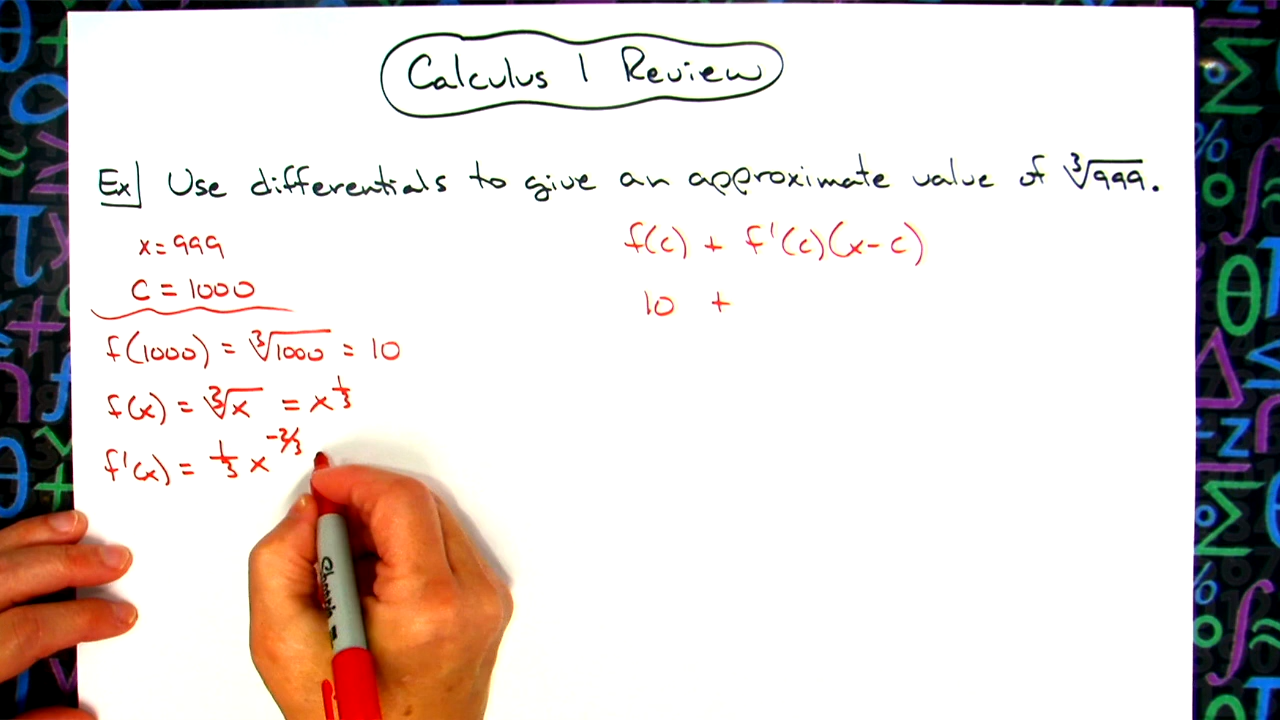 Calculus 1 Review
Ex| Use differentials to give an approximate value of ∛999.
x=999
c = 1000
f(1000) = ∛1000 = 10
f(x) = ∛x = x^1/3
f'(x) = 1/3 x^-2/3
f(c) + f'(c)(x-c)
10 +
Sharpie